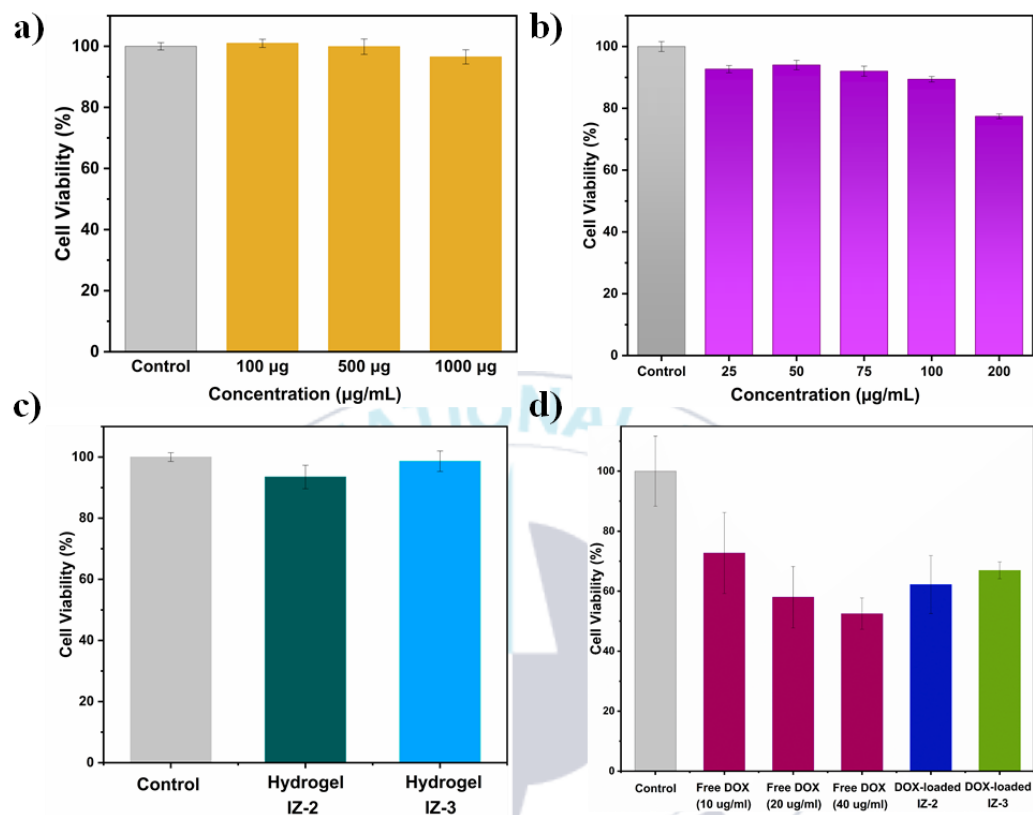 a)
Cell Viability (%)
100
80
60
40
20
0
Control 100 µg 500 µg 1000 µg
Concentration (µg/mL)
b)
Cell Viability (%)
100
80
60
40
20
0
Control 25 50 75 100 200
Concentration (µg/mL)
c)
Cell Viability (%)
100
80
60
40
20
0
Control Hydrogel Hydrogel
IZ-2 IZ-3
d)
Cell Viability (%)
100
80
60
40
20
0
Control Free DOX Free DOX Free DOX DOX-loaded DOX-loaded
(10 ug/ml) (20 ug/ml) (40 ug/ml) IZ-2 IZ-3